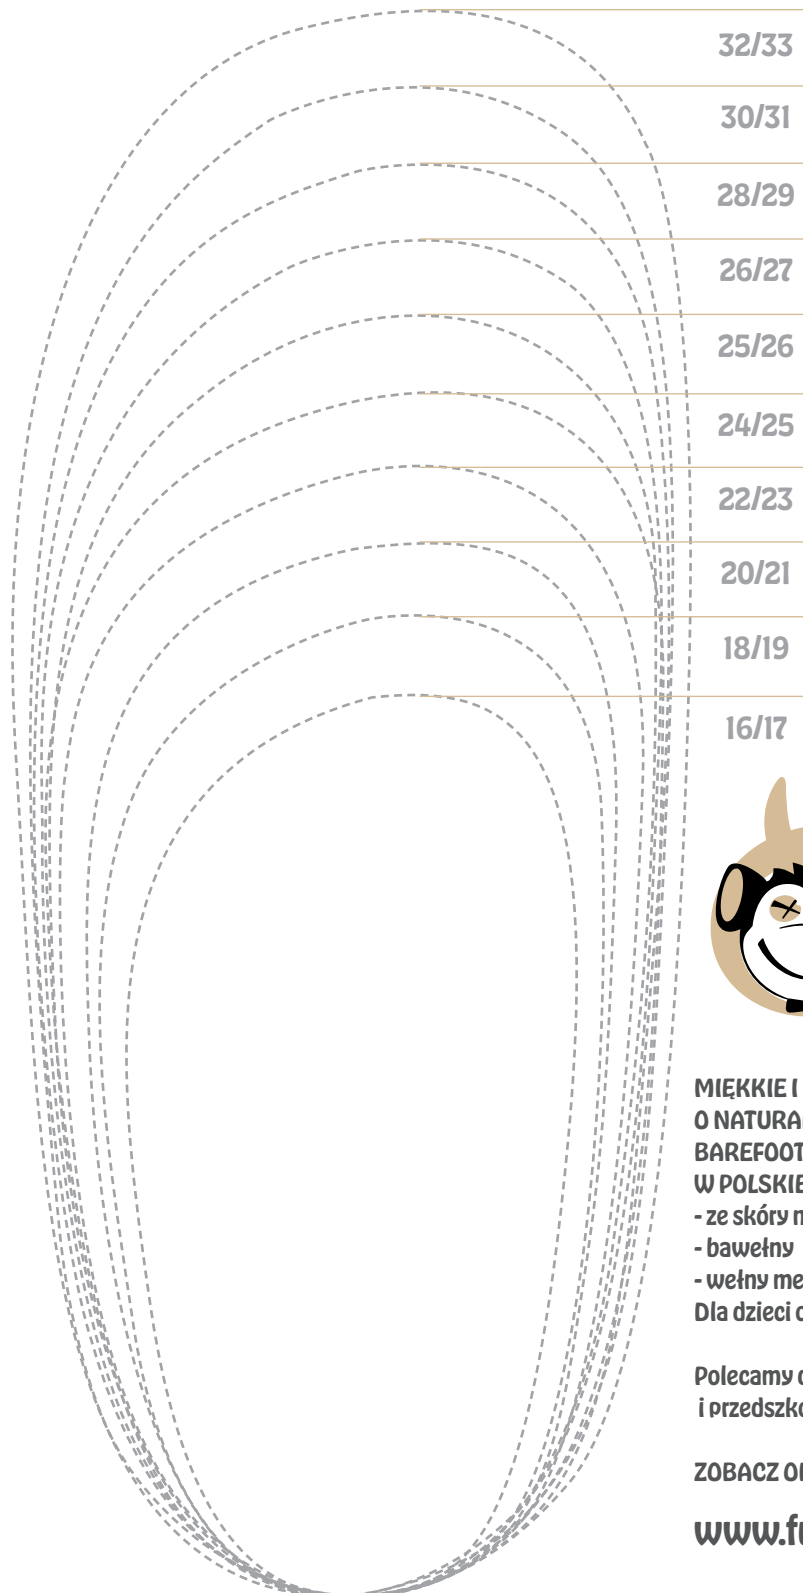 32/33
30/31
28/29
26/27
25/26
24/25
22/23
20/21
18/19
16/17
MIĘKKIE I
O NATURA
BAREFOOT
W POLSKIE
- ze skóry n
- bawełny
- wełny me
Dla dzieci o
Polecamy d
i przedszko
ZOBACZ O
www.fu